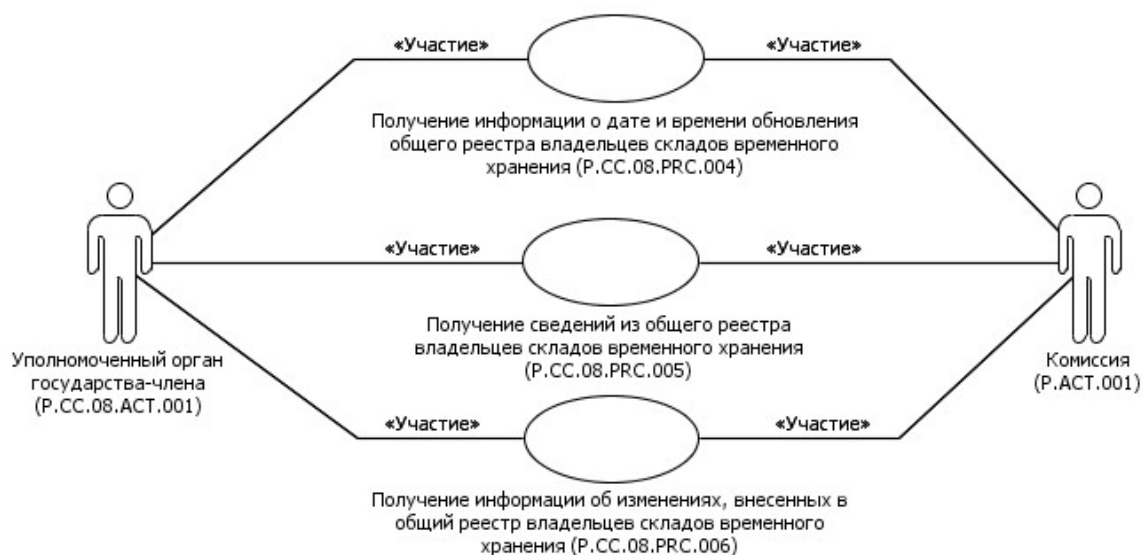 «Участие»
«Участие»
Получение информации о дате и времени обновления
общего реестра владельцев складов временного
хранения (P.CC.08.PRC.004)
«Участие»
«Участие»
Получение сведений из общего реестра
владельцев складов временного хранения
(P.CC.08.PRC.005)
Уполномоченный орган
государства-члена
(P.CC.08.ACT.001)
Комиссия
(P.ACT.001)
«Участие»
«Участие»
Получение информации об изменениях, внесенных в
общий реестр владельцев складов временного
хранения (P.CC.08.PRC.006)